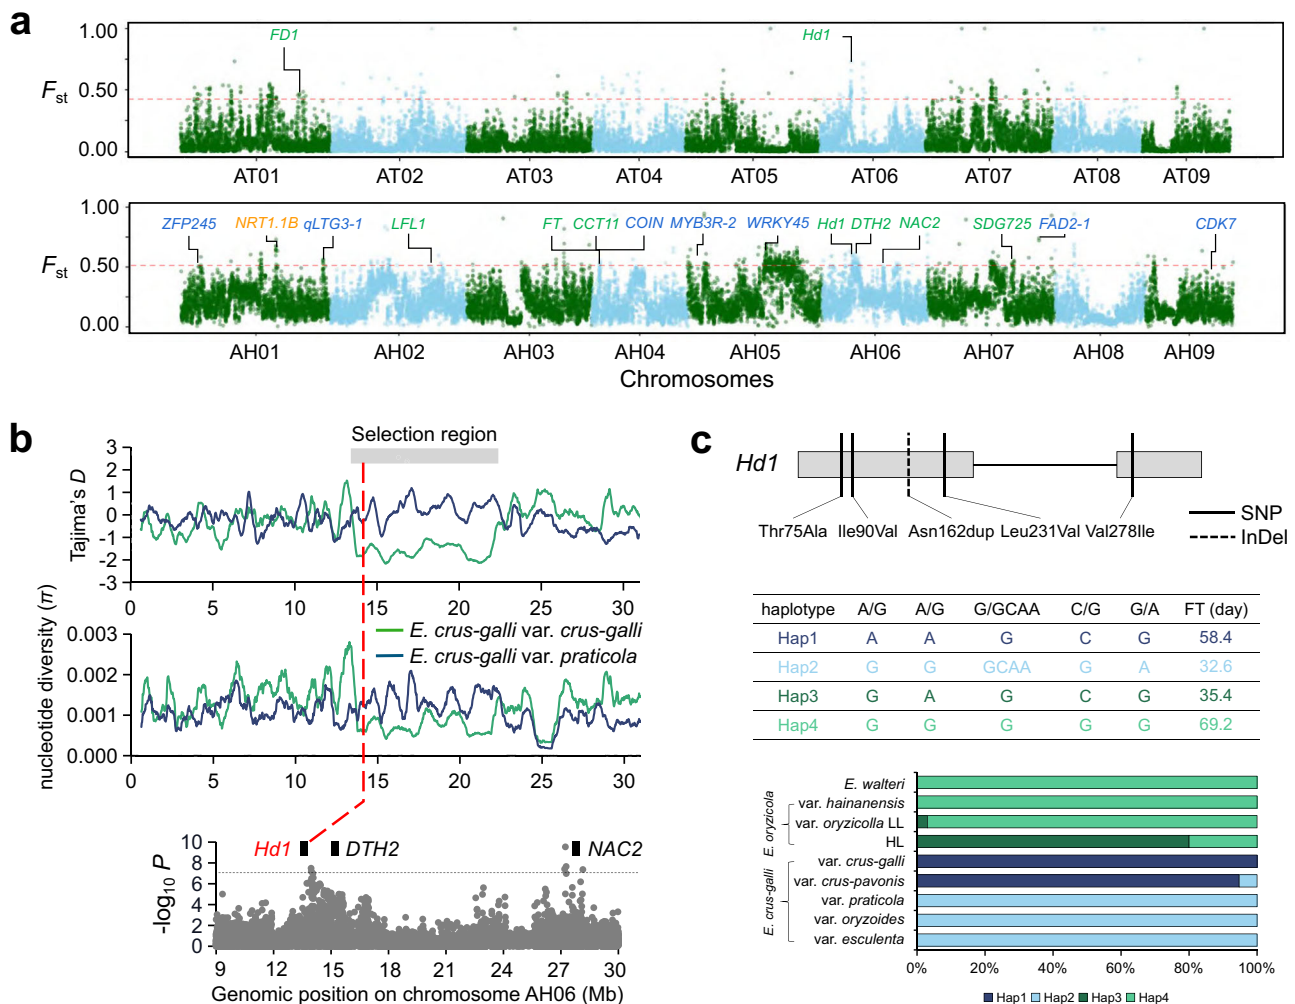 a
1.00
FD1
Hd1
Fst
0.50
0.00
AT01 AT02 AT03 AT04 AT05 AT06 AT07 AT08 AT09
1.00
ZFP245 NRT1.1B qLTG3-1 LFL1 FT CCT11 COIN MYB3R-2 WRKY45 Hd1 DTH2 NAC2 SDG725 FAD2-1 CDK7
Fst
0.50
0.00
AH01 AH02 AH03 AH04 AH05 AH06 AH07 AH08 AH09
Chromosomes
b
Selection region
Tajima's D
3
2
1
0
-1
-2
-3
0 5 10 15 20 25 30
nucleotide diversity (π)
0.003
0.002
0.001
0.000
E. crus-galli var. crus-galli
E. crus-galli var. praticola
0 5 10 15 20 25 30
Hd1 DTH2 NAC2
-log10 P
10
8
6
4
2
0
9 12 15 18 21 24 27 30
Genomic position on chromosome AH06 (Mb)
c
Hd1
Thr75Ala Ile90Val Asn162dup Leu231Val Val278Ile
SNP
InDel
haplotype A/G A/G G/GCAA C/G G/A FT (day)
Hap1 A A G C G 58.4
Hap2 G G GCAA G A 32.6
Hap3 G A G C G 35.4
Hap4 G G G G G 69.2
E. walteri
E. oryzicola
var. hainanensis
var. oryzicolla LL
HL
E. crus-galli
var. crus-galli
var. crus-pavonis
var. praticola
var. oryzoides
var. esculenta
0% 20% 40% 60% 80% 100%
Hap1 Hap2 Hap3 Hap4